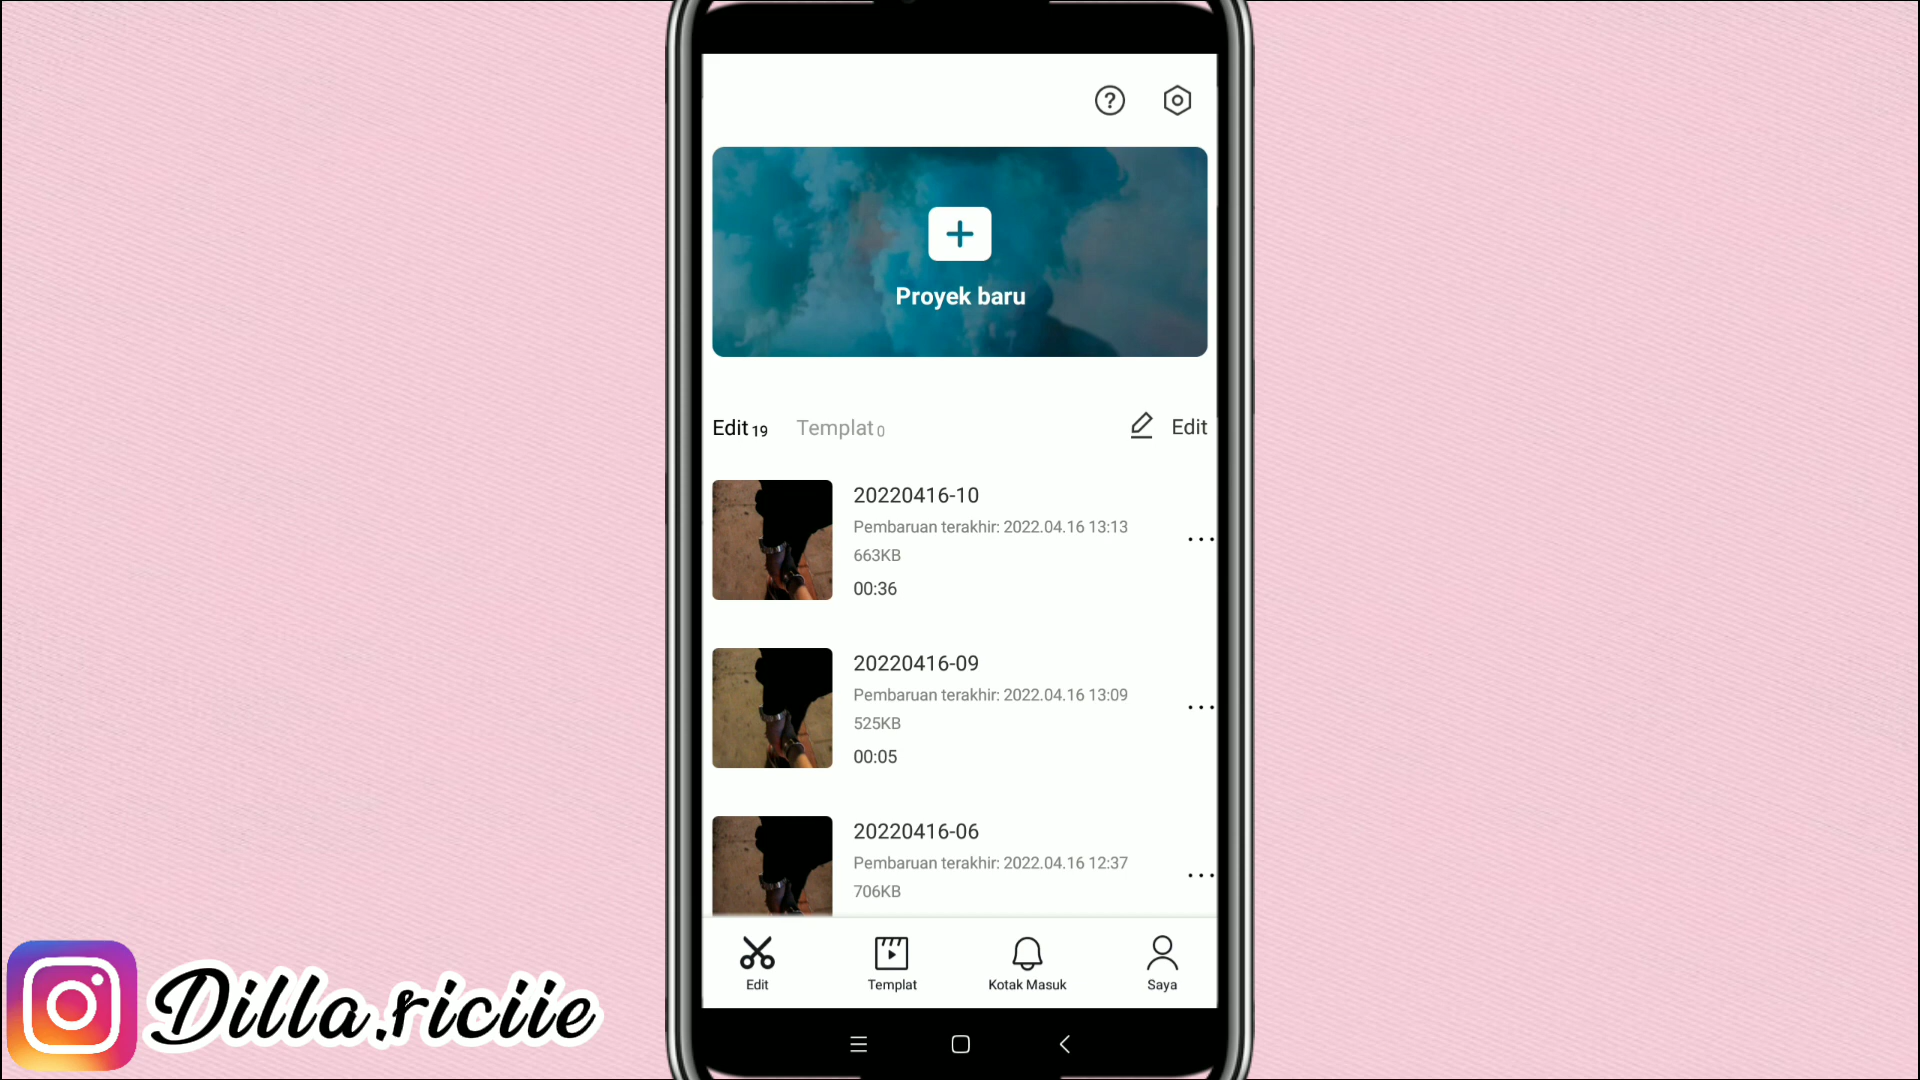 Proyek baru
Edit 19 Templat 0 Edit
20220416-10
Pembaruan terakhir: 2022.04.16 13:13
663KB
00:36
20220416-09
Pembaruan terakhir: 2022.04.16 13:09
525KB
00:05
20220416-06
Pembaruan terakhir: 2022.04.16 12:37
706KB
Edit Templat Kotak Masuk Saya
Dilla.riciie